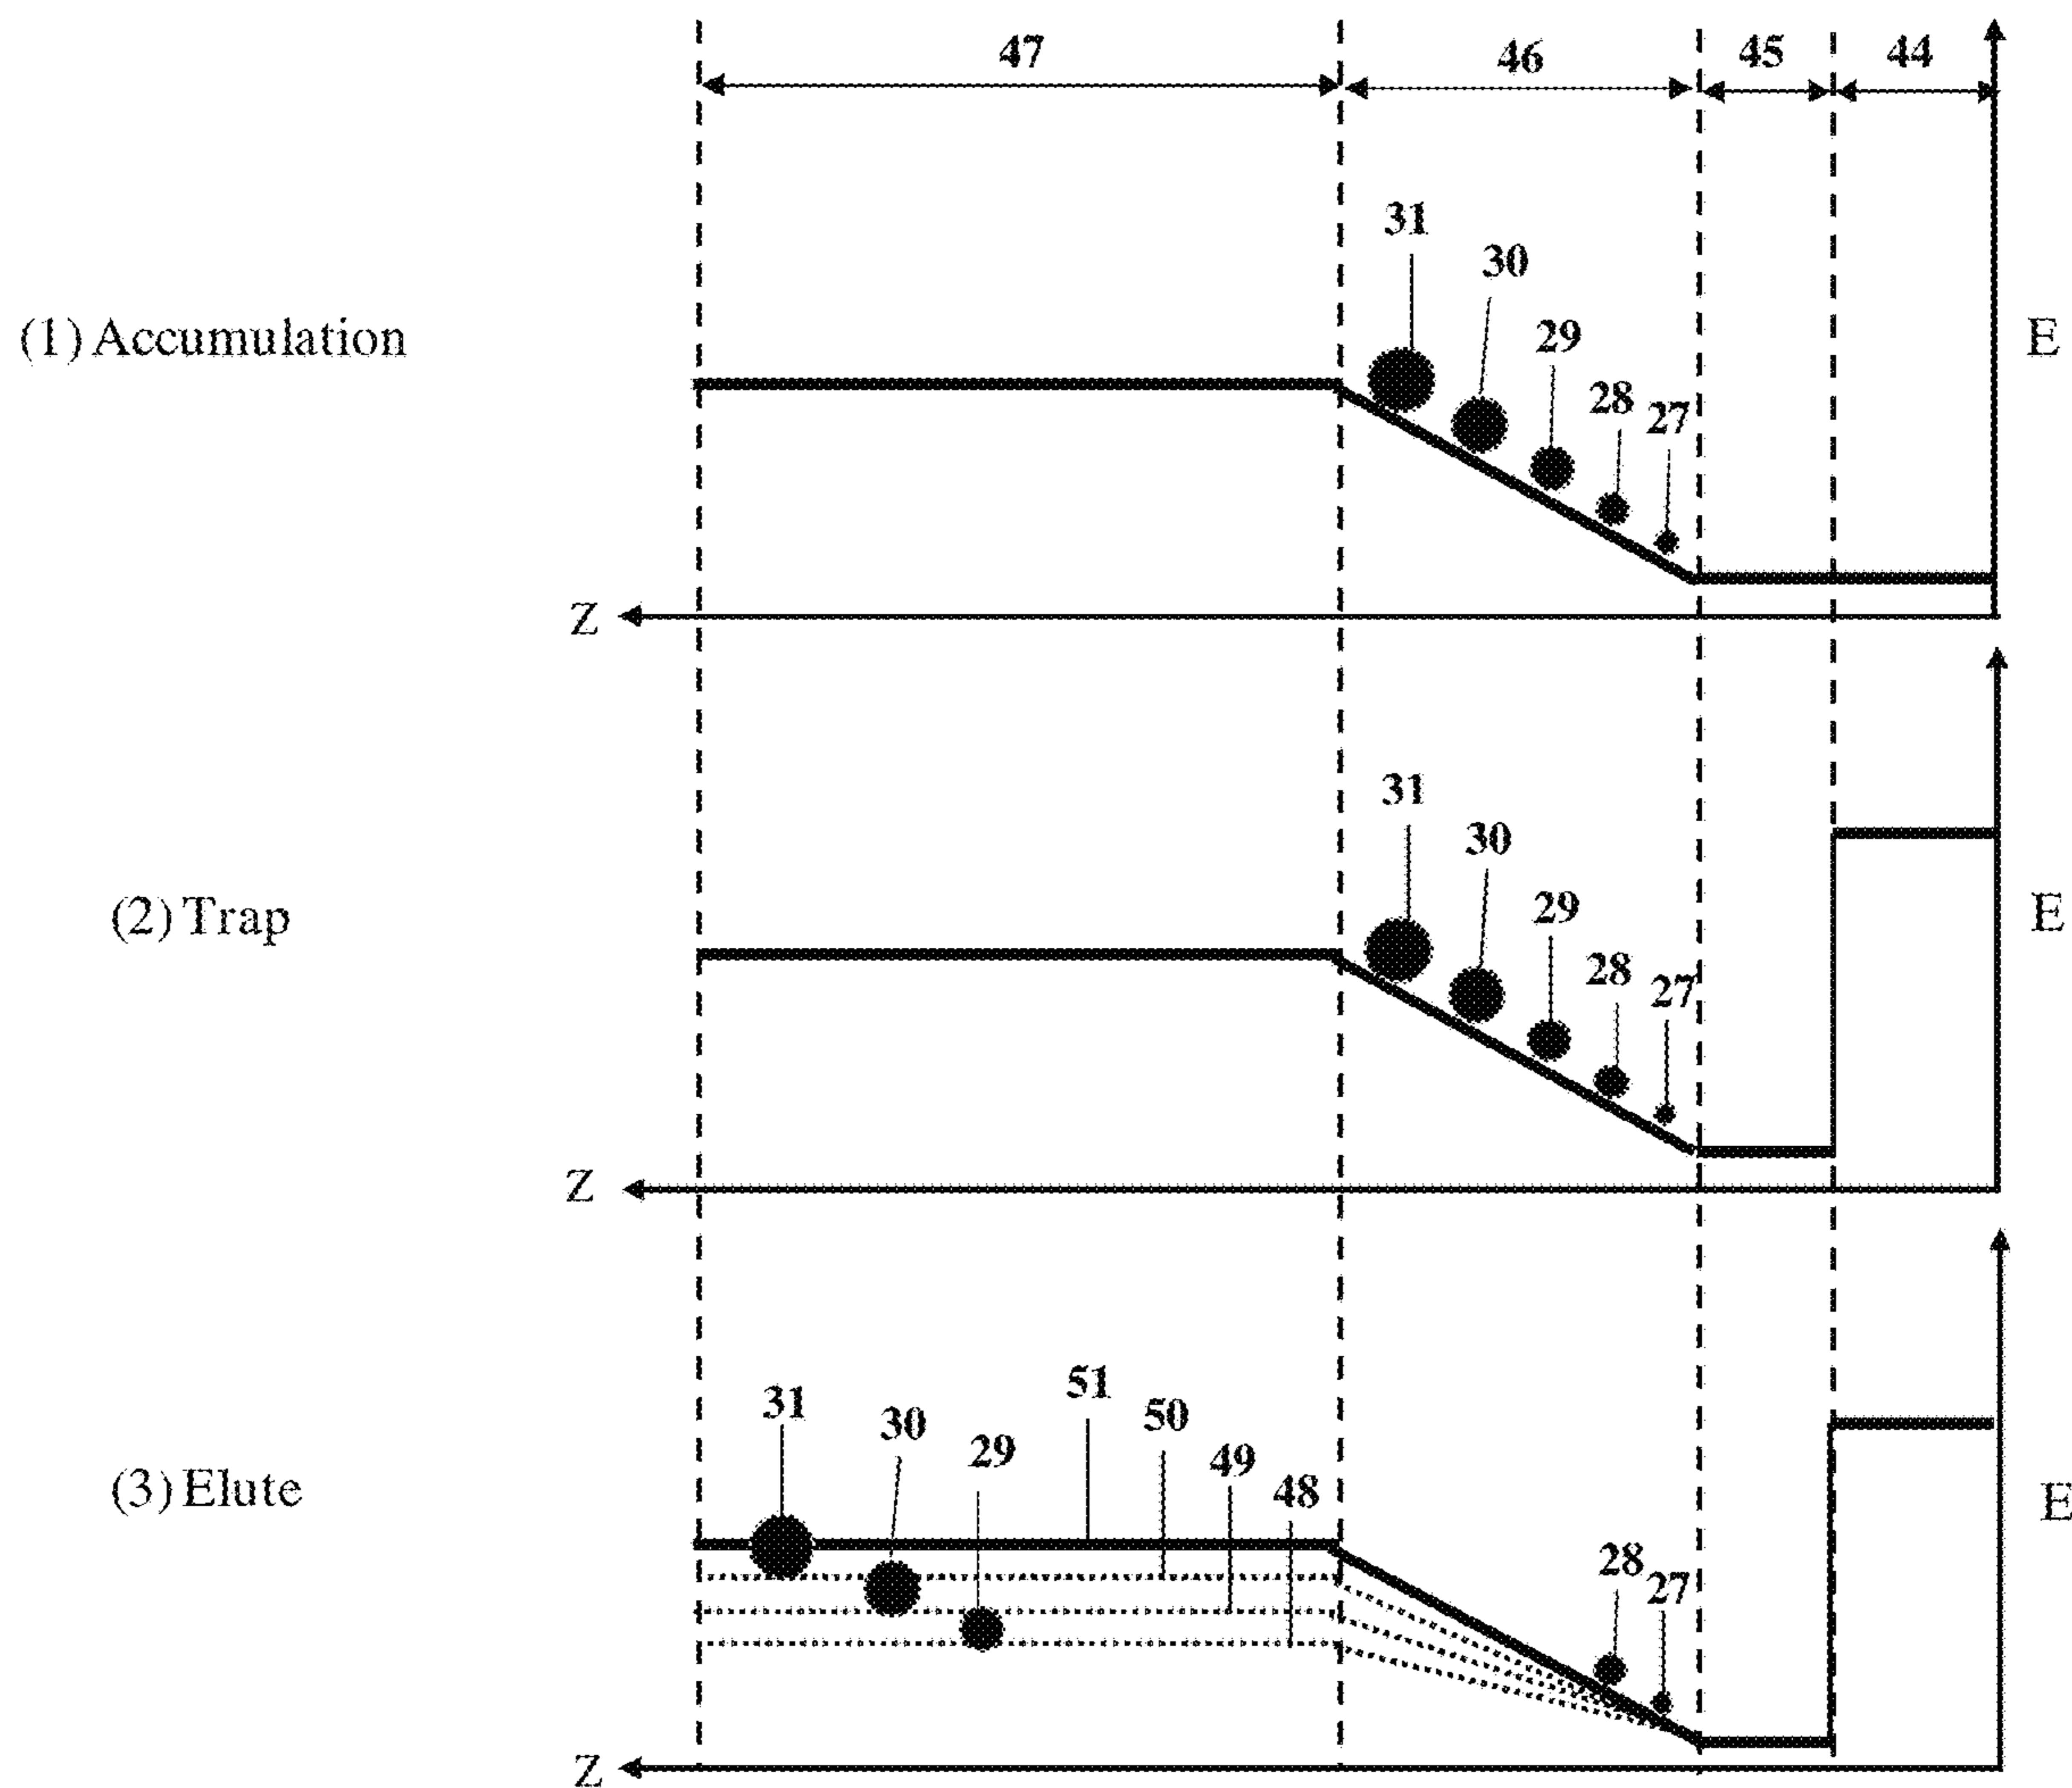 47 46 45 44
31
30
29
28 27
(1) Accumulation
E
Z
31
30
29
28
27
(2) Trap
E
Z
51
31 50
30
29 49
48
(3) Elute
E
28
27
Z